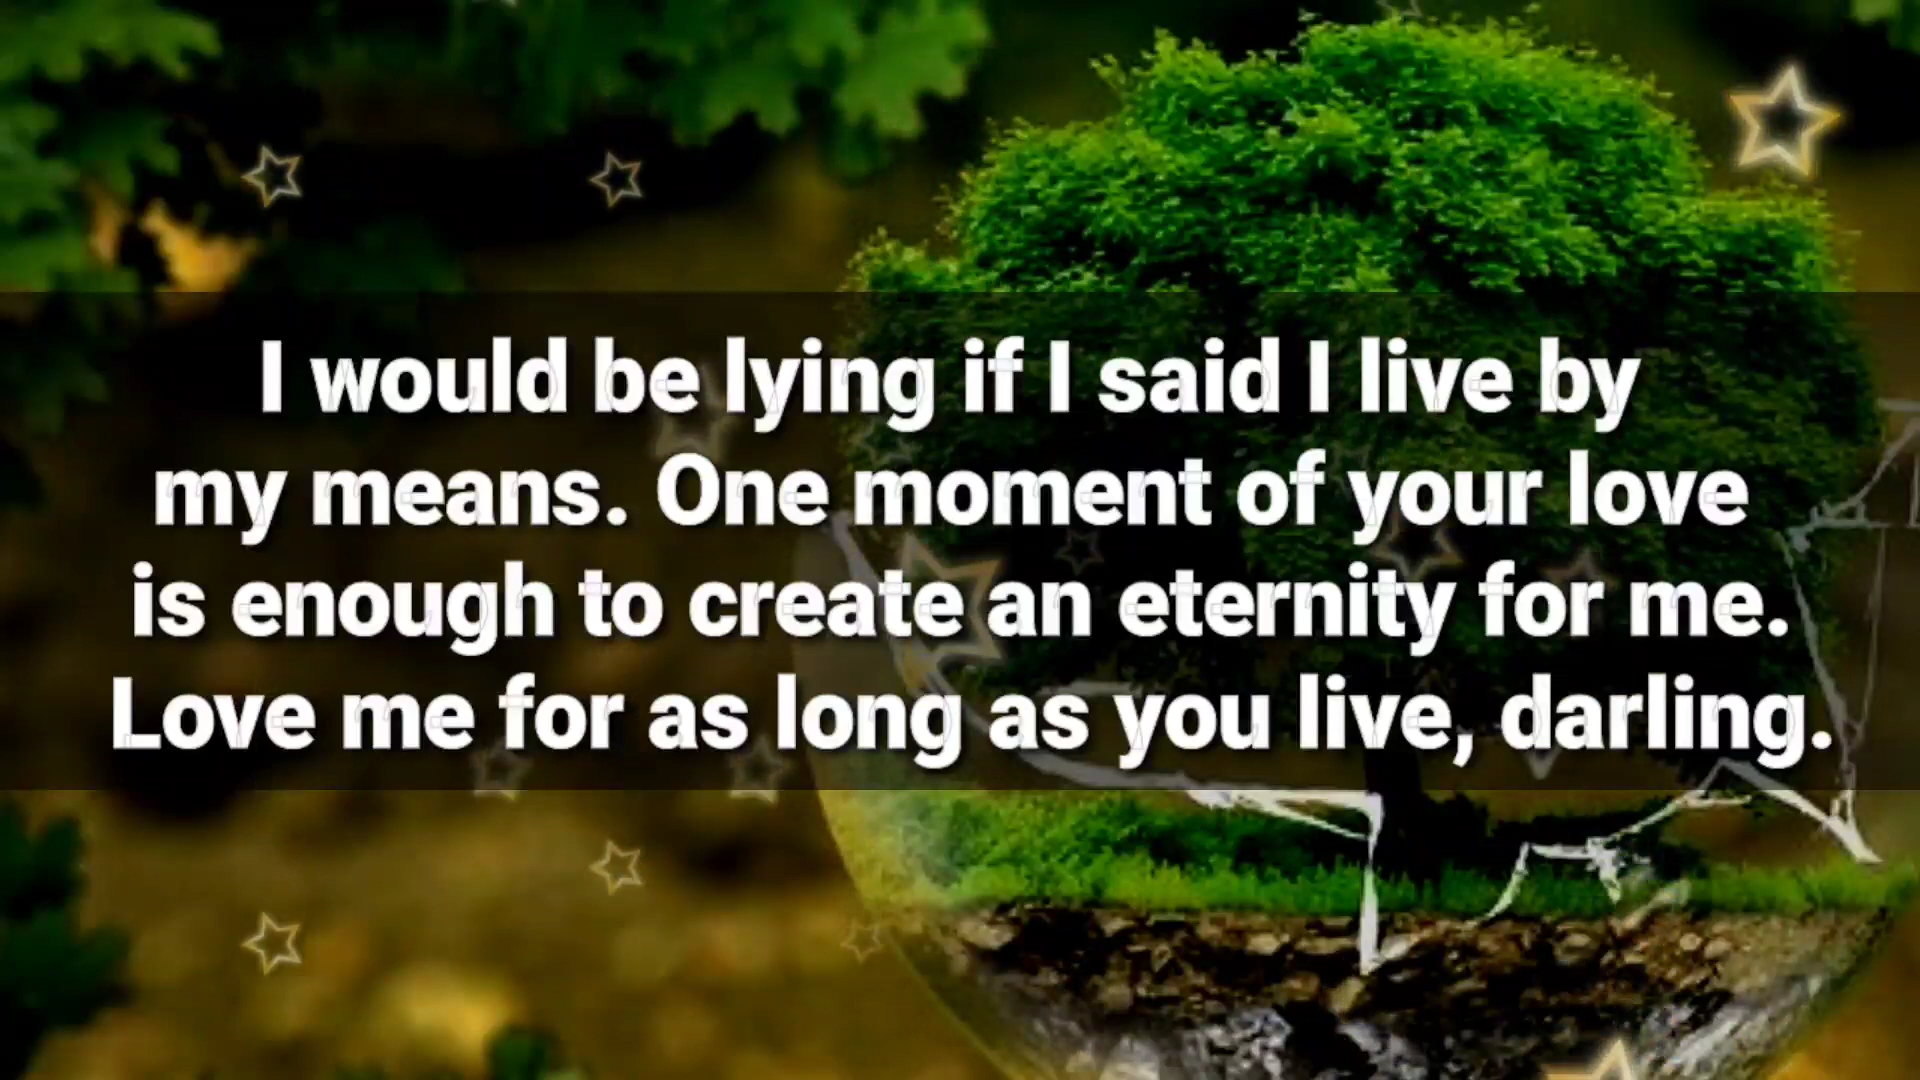 I would be lying if I said I live by
my means. One moment of your love
is enough to create an eternity for me.
Love me for as long as you live, darling.